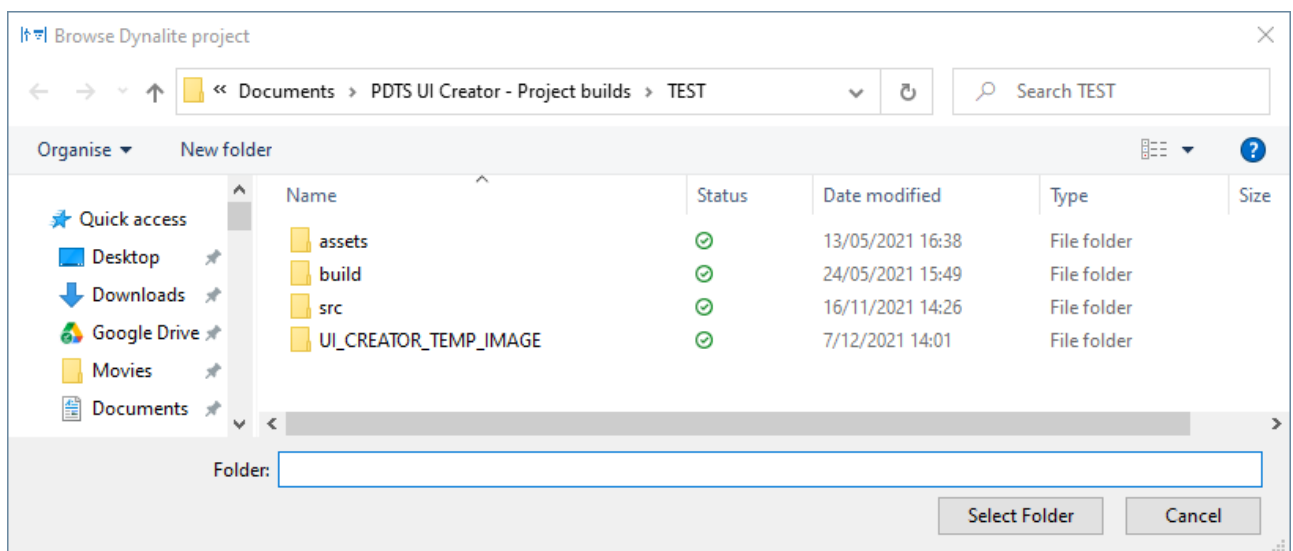 Browse Dynalite project
« Documents › PDTS UI Creator - Project builds › TEST
Search TEST
Organise
New folder
Name Status Date modified Type Size
Quick access
Desktop
Downloads
Google Drive
Movies
Documents
assets 13/05/2021 16:38 File folder
build 24/05/2021 15:49 File folder
src 16/11/2021 14:26 File folder
UI_CREATOR_TEMP_IMAGE 7/12/2021 14:01 File folder
Folder:
Select Folder Cancel